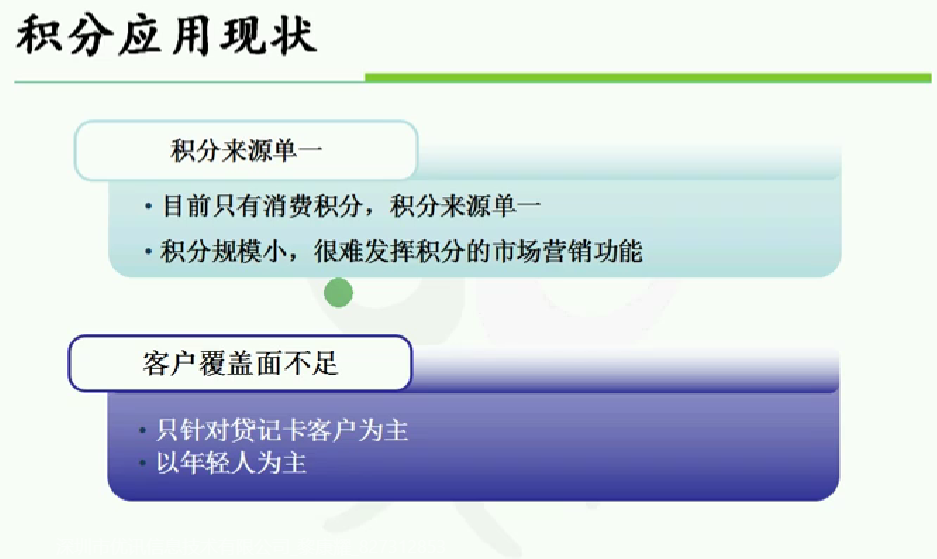 积分应用现状
积分来源单一
•目前只有消费积分，积分来源单一
•积分规模小，很难发挥积分的市场营销功能
客户覆盖面不足
•只针对贷记卡客户为主
•以年轻人为主